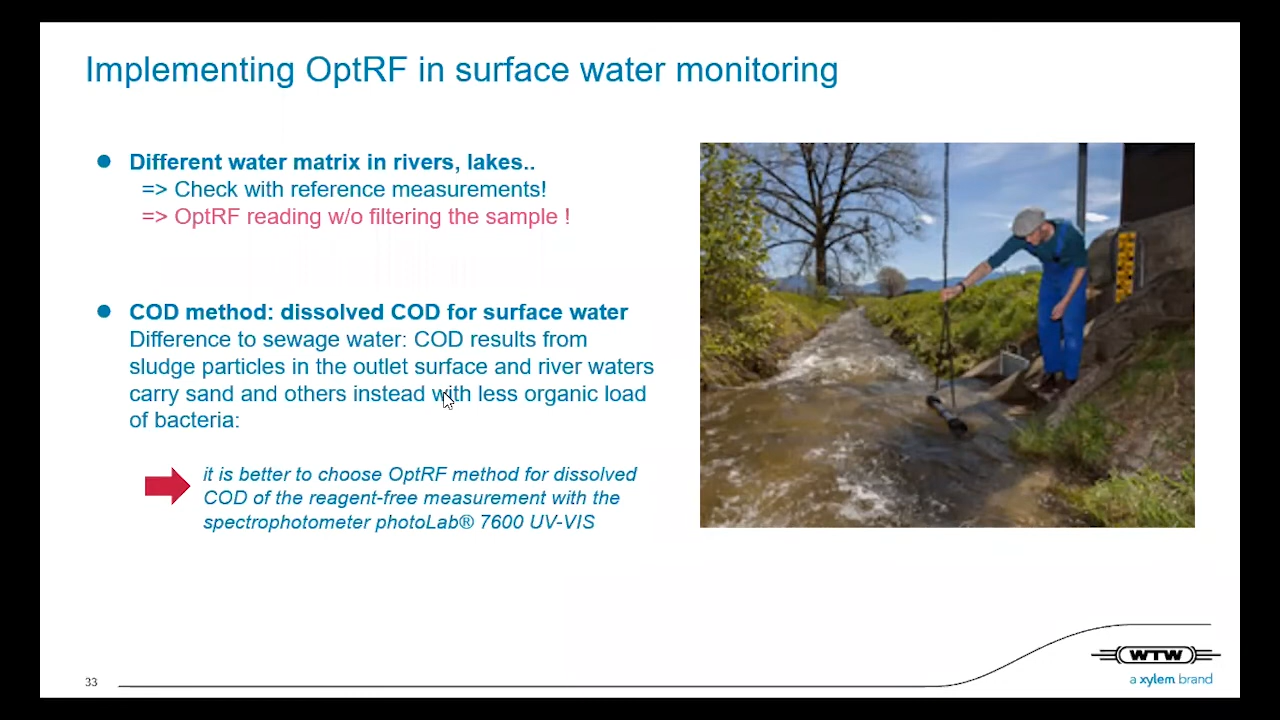 Implementing OptRF in surface water monitoring
Different water matrix in rivers, lakes..
=> Check with reference measurements!
=> OptRF reading w/o filtering the sample !
COD method: dissolved COD for surface water
Difference to sewage water: COD results from
sludge particles in the outlet surface and river waters
carry sand and others instead with less organic load
of bacteria:
it is better to choose OptRF method for dissolved
COD of the reagent-free measurement with the
spectrophotometer photoLab® 7600 UV-VIS
33
WTW
a xylem brand